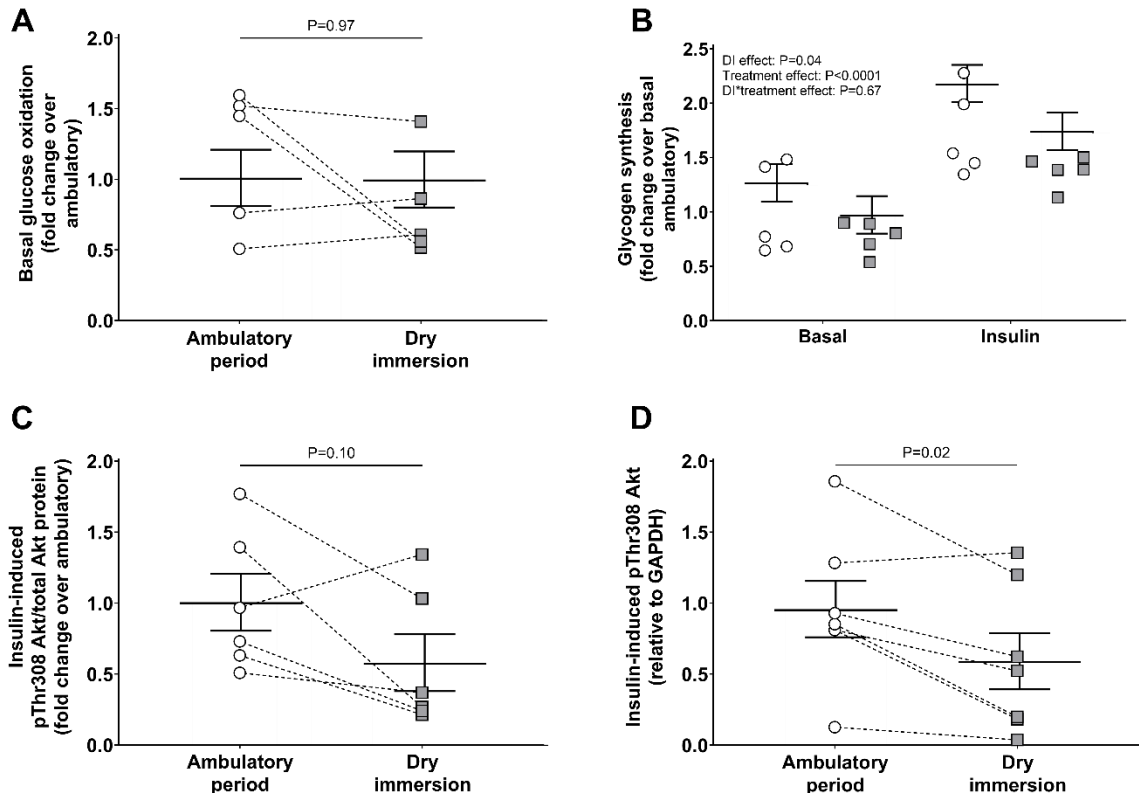 A
P=0.97
Basal glucose oxidation
(fold change over
ambulatory)
2.0
1.5
1.0
0.5
0.0
Ambulatory
period
Dry
immersion
B
DI effect: P=0.04
Treatment effect: P<0.0001
DI*treatment effect: P=0.67
Glycogen synthesis
(fold change over basal
ambulatory)
2.5
2.0
1.5
1.0
0.5
0.0
Basal
Insulin
C
P=0.10
Insulin-induced
pThr308 Akt/total Akt protein
(fold change over ambulatory)
2.0
1.5
1.0
0.5
0.0
Ambulatory
period
Dry
immersion
D
P=0.02
Insulin-induced pThr308 Akt
(relative to GAPDH)
2.0
1.5
1.0
0.5
0.0
Ambulatory
period
Dry
immersion